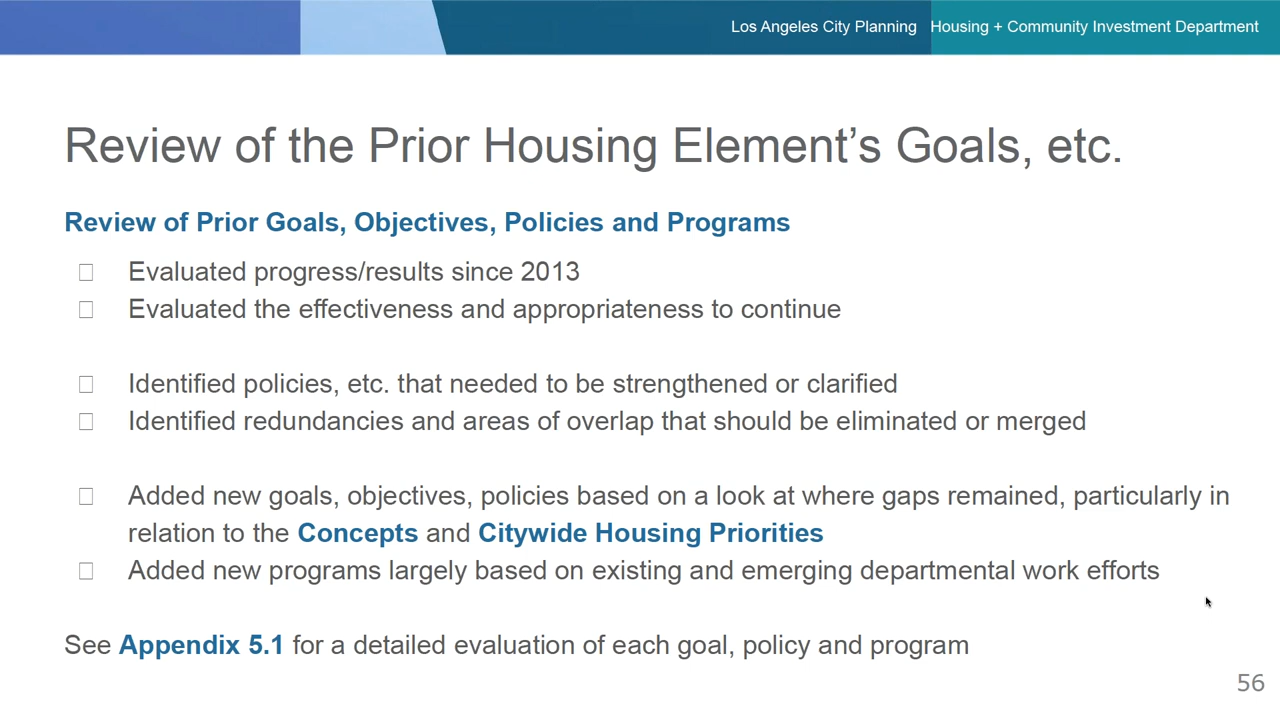 Los Angeles City Planning Housing + Community Investment Department
Review of the Prior Housing Element’s Goals, etc.
Review of Prior Goals, Objectives, Policies and Programs
Evaluated progress/results since 2013
Evaluated the effectiveness and appropriateness to continue
Identified policies, etc. that needed to be strengthened or clarified
Identified redundancies and areas of overlap that should be eliminated or merged
Added new goals, objectives, policies based on a look at where gaps remained, particularly in
relation to the Concepts and Citywide Housing Priorities
Added new programs largely based on existing and emerging departmental work efforts
See Appendix 5.1 for a detailed evaluation of each goal, policy and program
56